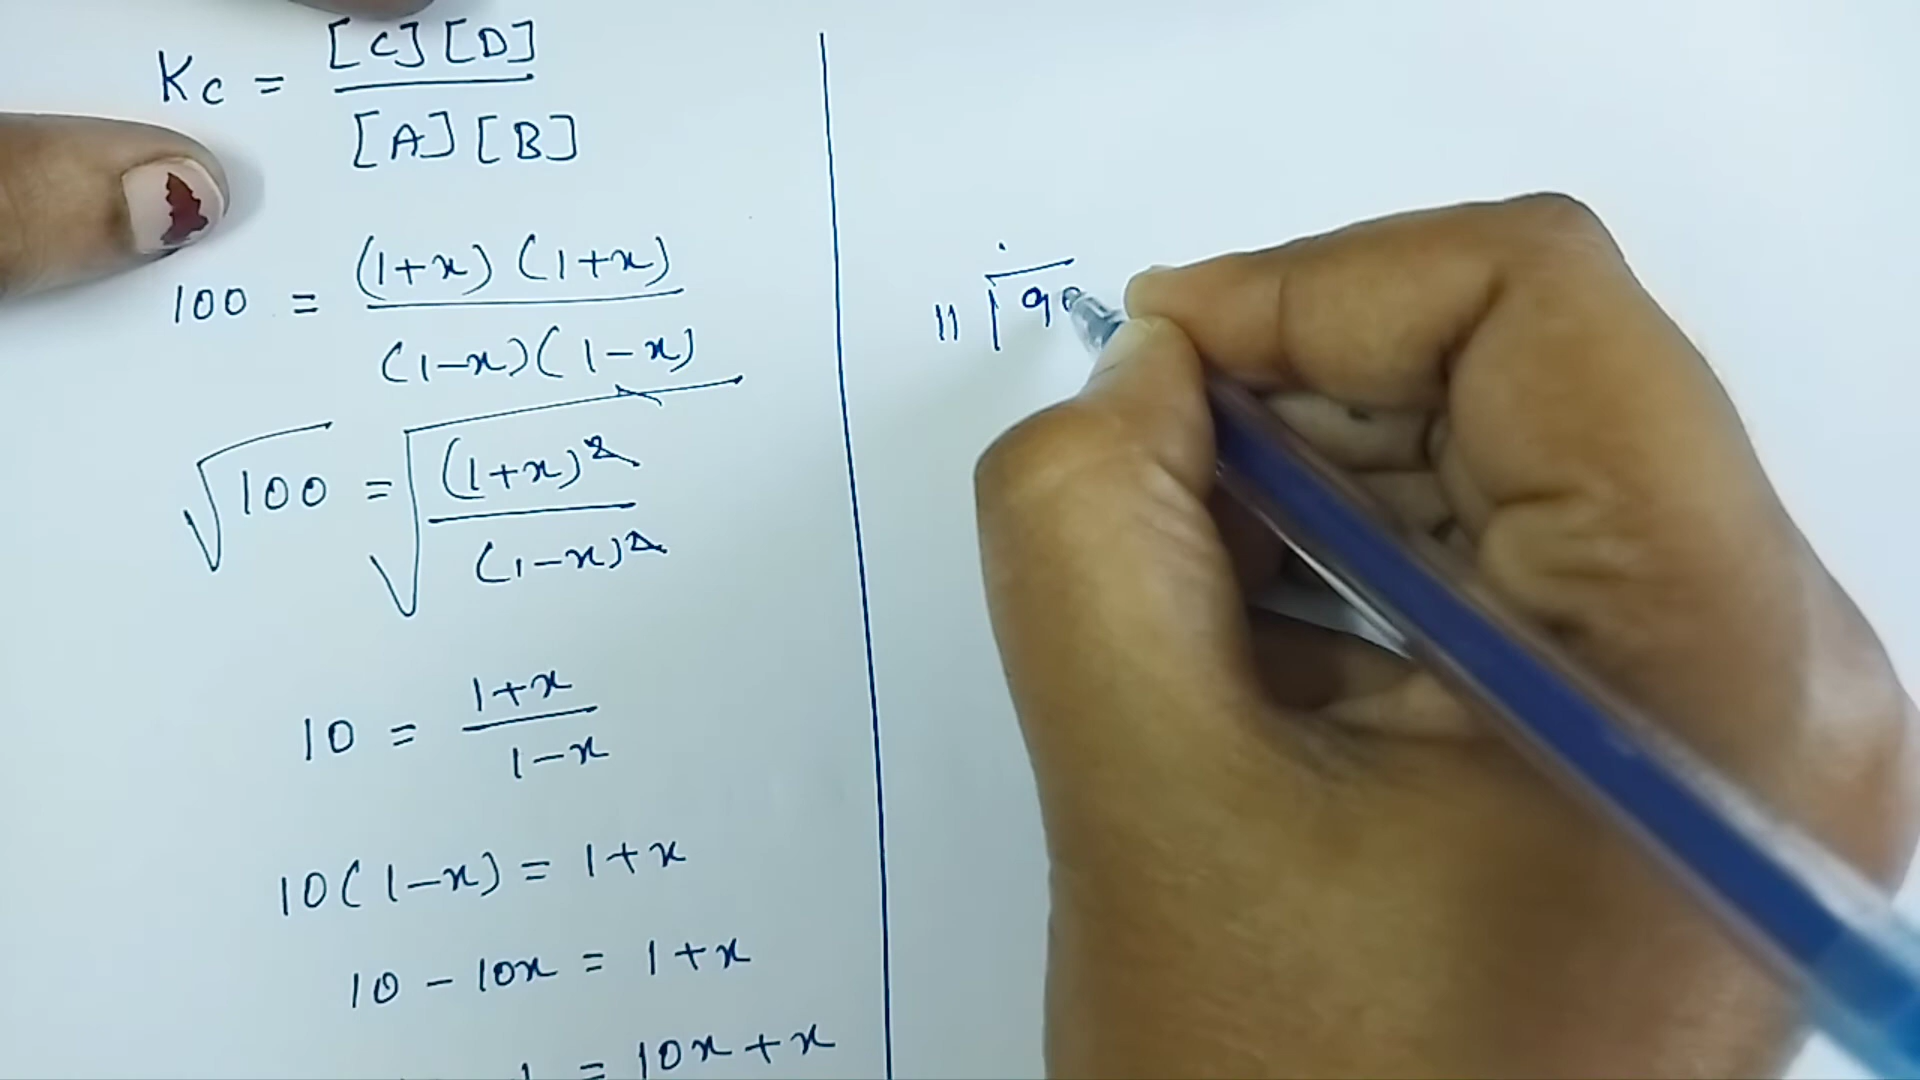 Kc = [C][D] / [A][B]
100 = (1+x)(1+x) / (1-x)(1-x)
√100 = √(1+x)² / (1-x)²
10 = 1+x / 1-x
10(1-x) = 1+x
10 - 10x = 1+x
= 10x + x
11 90